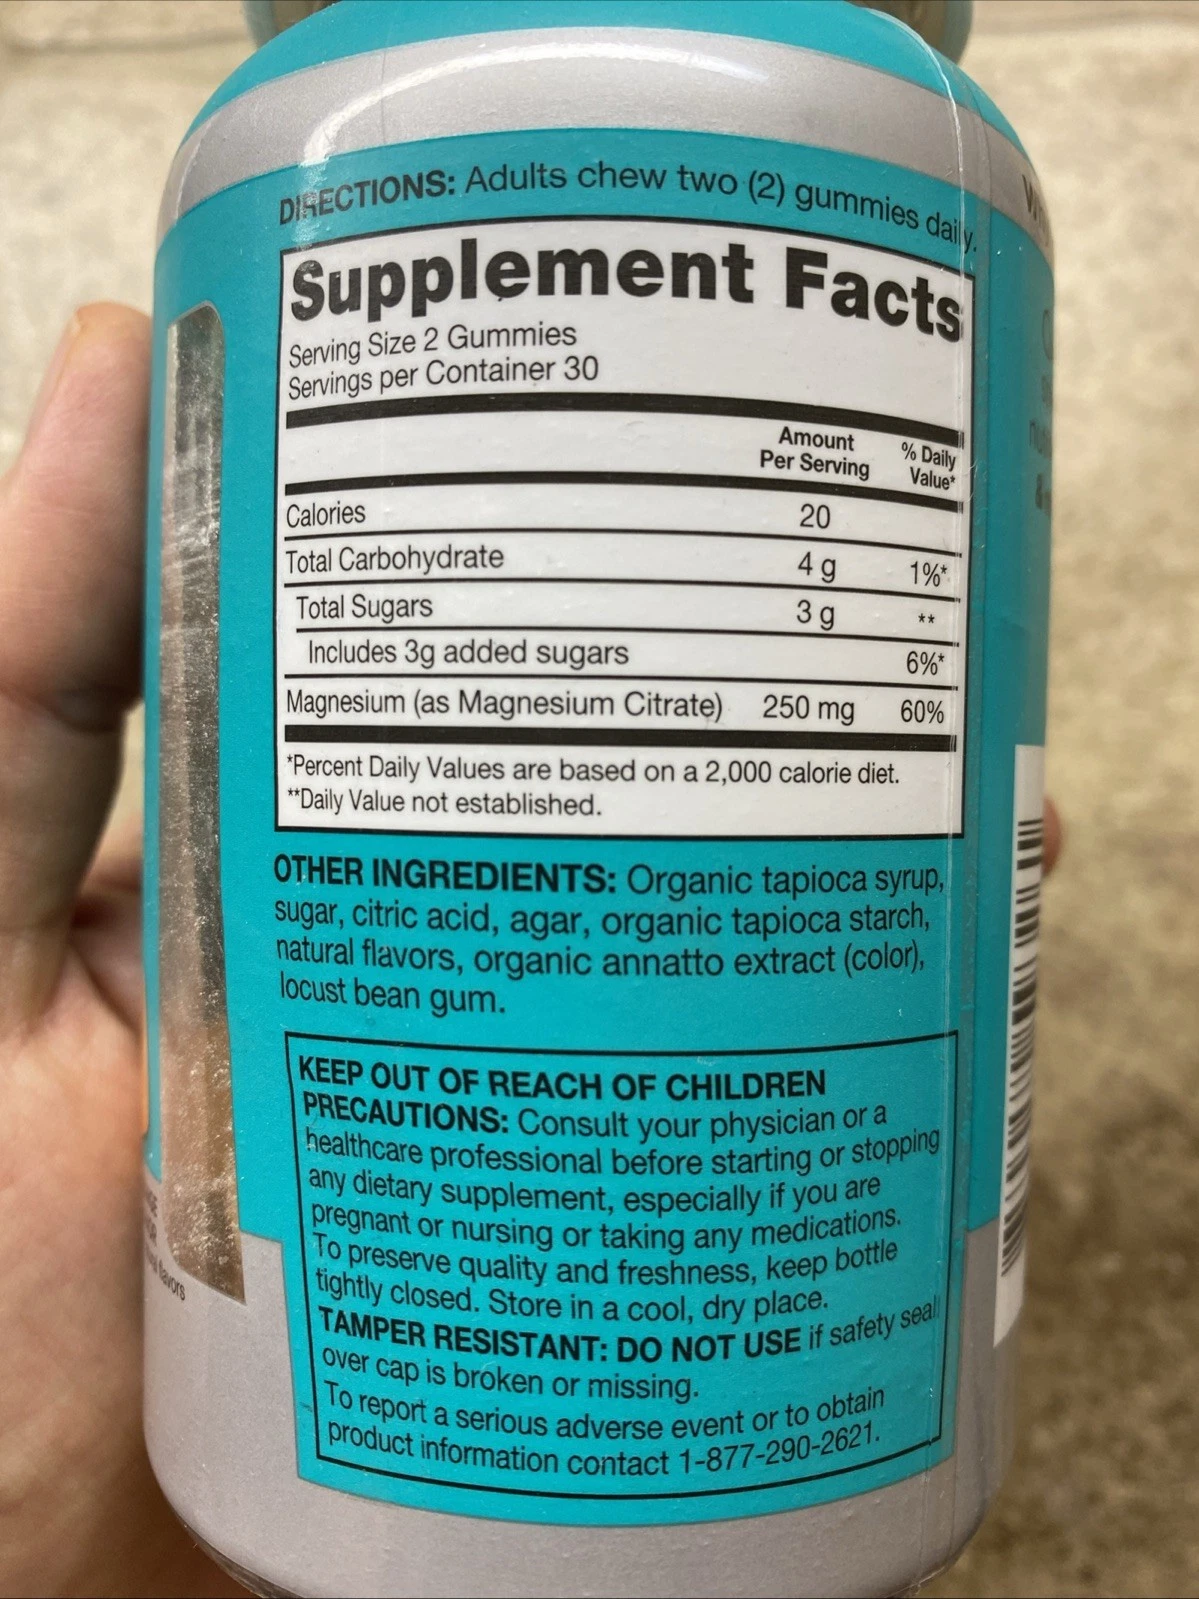 DIRECTIONS: Adults chew two (2) gummies daily.
Supplement Facts
Serving Size 2 Gummies
Servings per Container 30
Amount Per Serving % Daily Value*
Calories 20
Total Carbohydrate 4 g 1%*
Total Sugars 3 g **
Includes 3g added sugars 6%*
Magnesium (as Magnesium Citrate) 250 mg 60%
*Percent Daily Values are based on a 2,000 calorie diet.
**Daily Value not established.
OTHER INGREDIENTS: Organic tapioca syrup,
sugar, citric acid, agar, organic tapioca starch,
natural flavors, organic annatto extract (color),
locust bean gum.
KEEP OUT OF REACH OF CHILDREN
PRECAUTIONS: Consult your physician or a
healthcare professional before starting or stopping
any dietary supplement, especially if you are
pregnant or nursing or taking any medications.
To preserve quality and freshness, keep bottle
tightly closed. Store in a cool, dry place.
TAMPER RESISTANT: DO NOT USE if safety seal
over cap is broken or missing.
To report a serious adverse event or to obtain
product information contact 1-877-290-2621.
flavors